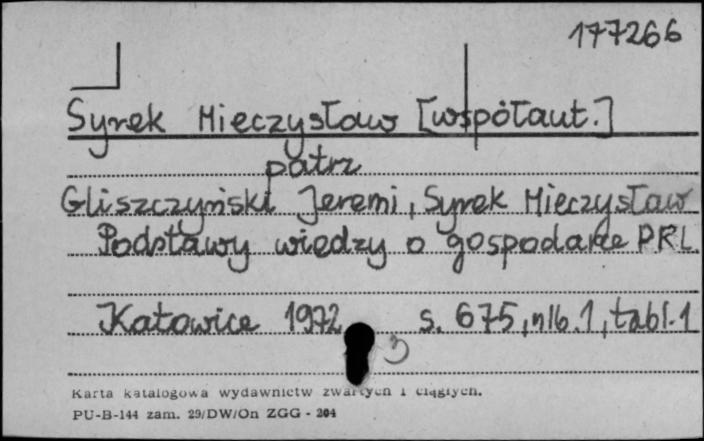 177266
Syrek Mieczysław [współaut.]
patrz
Gliszczyński Jeremi, Syrek Mieczysław
Podstawy wiedzy o gospodarce PRL
Katowice 1972 s. 675, nlb. 1, tabl. 1
3
Karta katalogowa wydawnictw zwartych i ciągłych.
PU-B-144 zam. 29/DW/On ZGG - 204